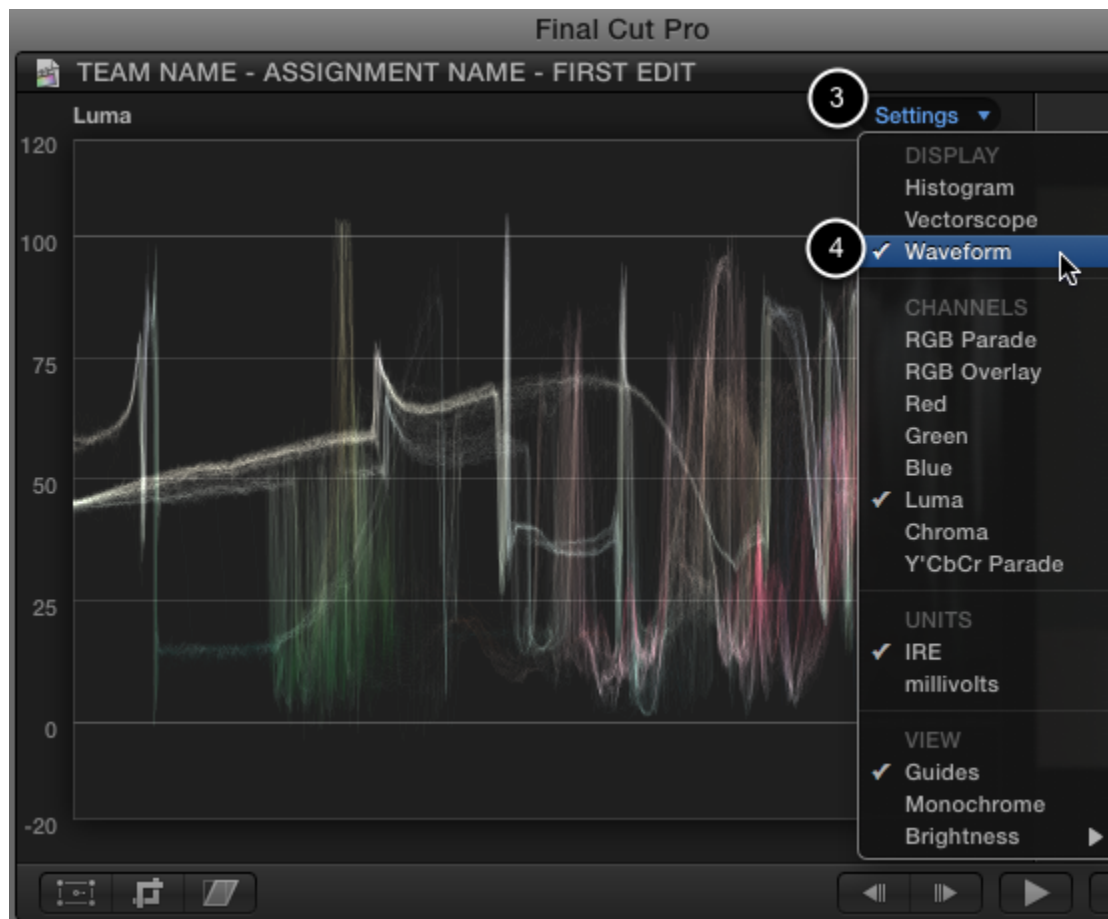 Final Cut Pro
TEAM NAME - ASSIGNMENT NAME - FIRST EDIT
Luma
3
Settings
120
100
75
50
25
0
-20
DISPLAY
Histogram
Vectorscope
4
Waveform
CHANNELS
RGB Parade
RGB Overlay
Red
Green
Blue
Luma
Chroma
Y'CbCr Parade
UNITS
IRE
millivolts
VIEW
Guides
Monochrome
Brightness